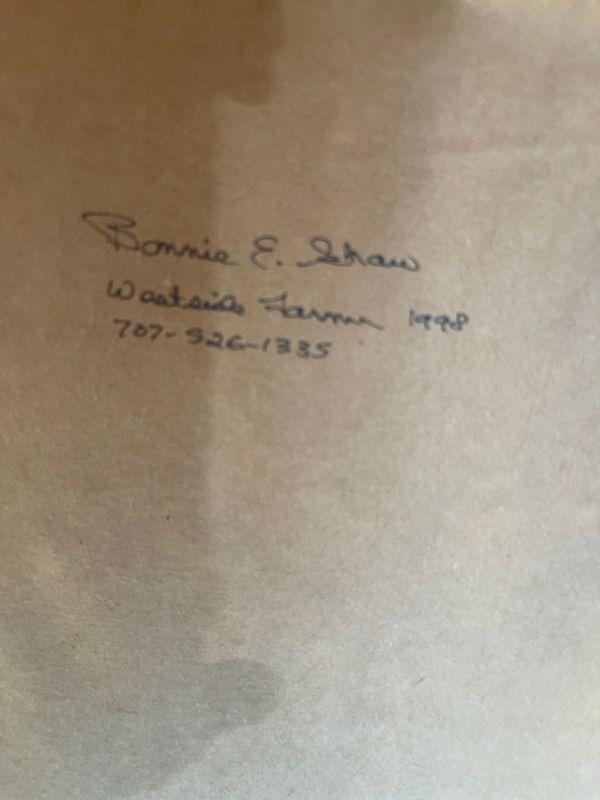 Bonnie E. Shaw
Westside Farms 1998
707-526-1335